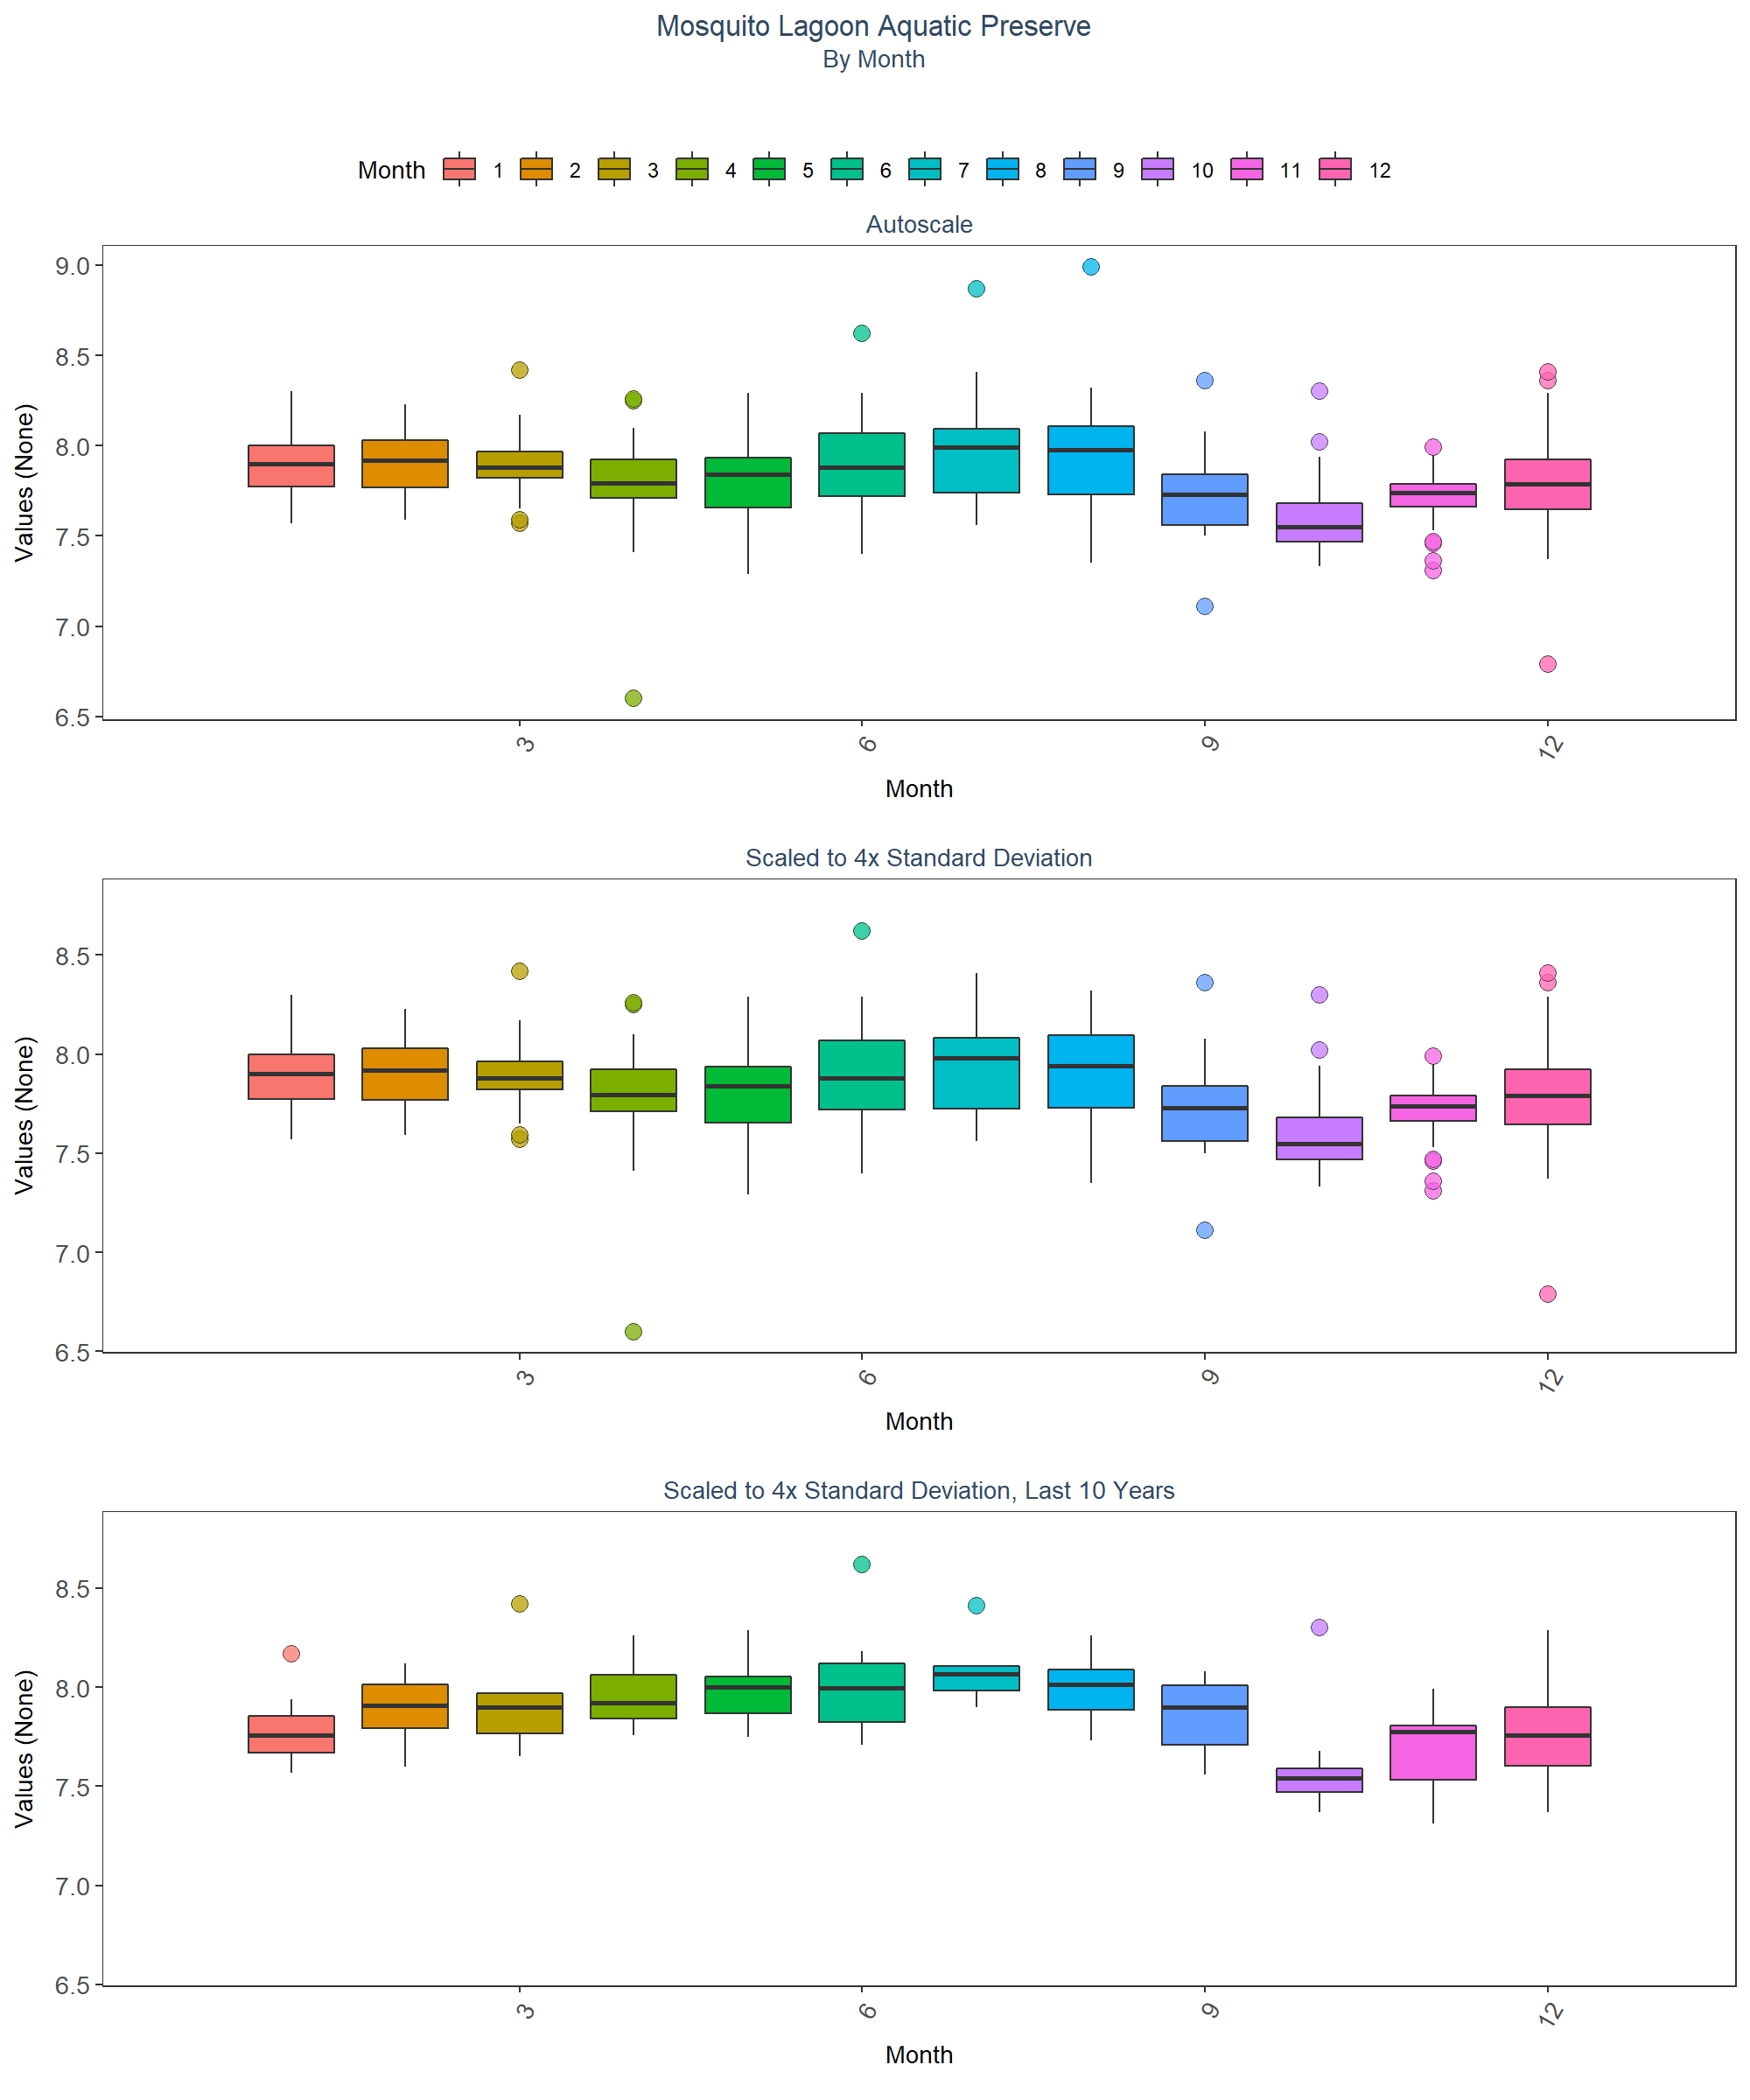 Mosquito Lagoon Aquatic Preserve
By Month
Month 1 2 3 4 5 6 7 8 9 10 11 12
Autoscale
Values (None)
9.0
8.5
8.0
7.5
7.0
6.5
3 6 9 12
Month
Scaled to 4x Standard Deviation
Values (None)
8.5
8.0
7.5
7.0
6.5
3 6 9 12
Month
Scaled to 4x Standard Deviation, Last 10 Years
Values (None)
8.5
8.0
7.5
7.0
6.5
3 6 9 12
Month